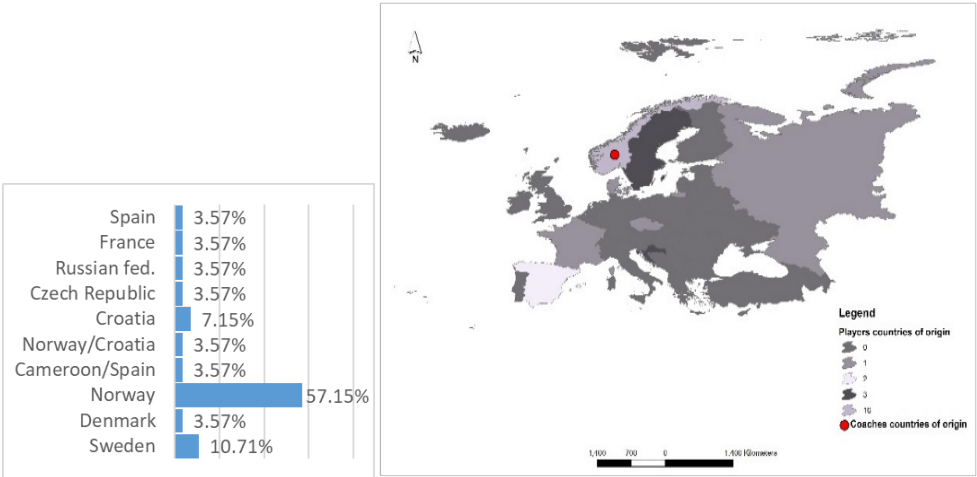 Spain 3.57%
France 3.57%
Russian fed. 3.57%
Czech Republic 3.57%
Croatia 7.15%
Norway/Croatia 3.57%
Cameroon/Spain 3.57%
Norway 57.15%
Denmark 3.57%
Sweden 10.71%
N
Legend
Players countries of origin
0
1
2
3
10
Coaches countries of origin
1,400 700 0 1,400 Kilometers